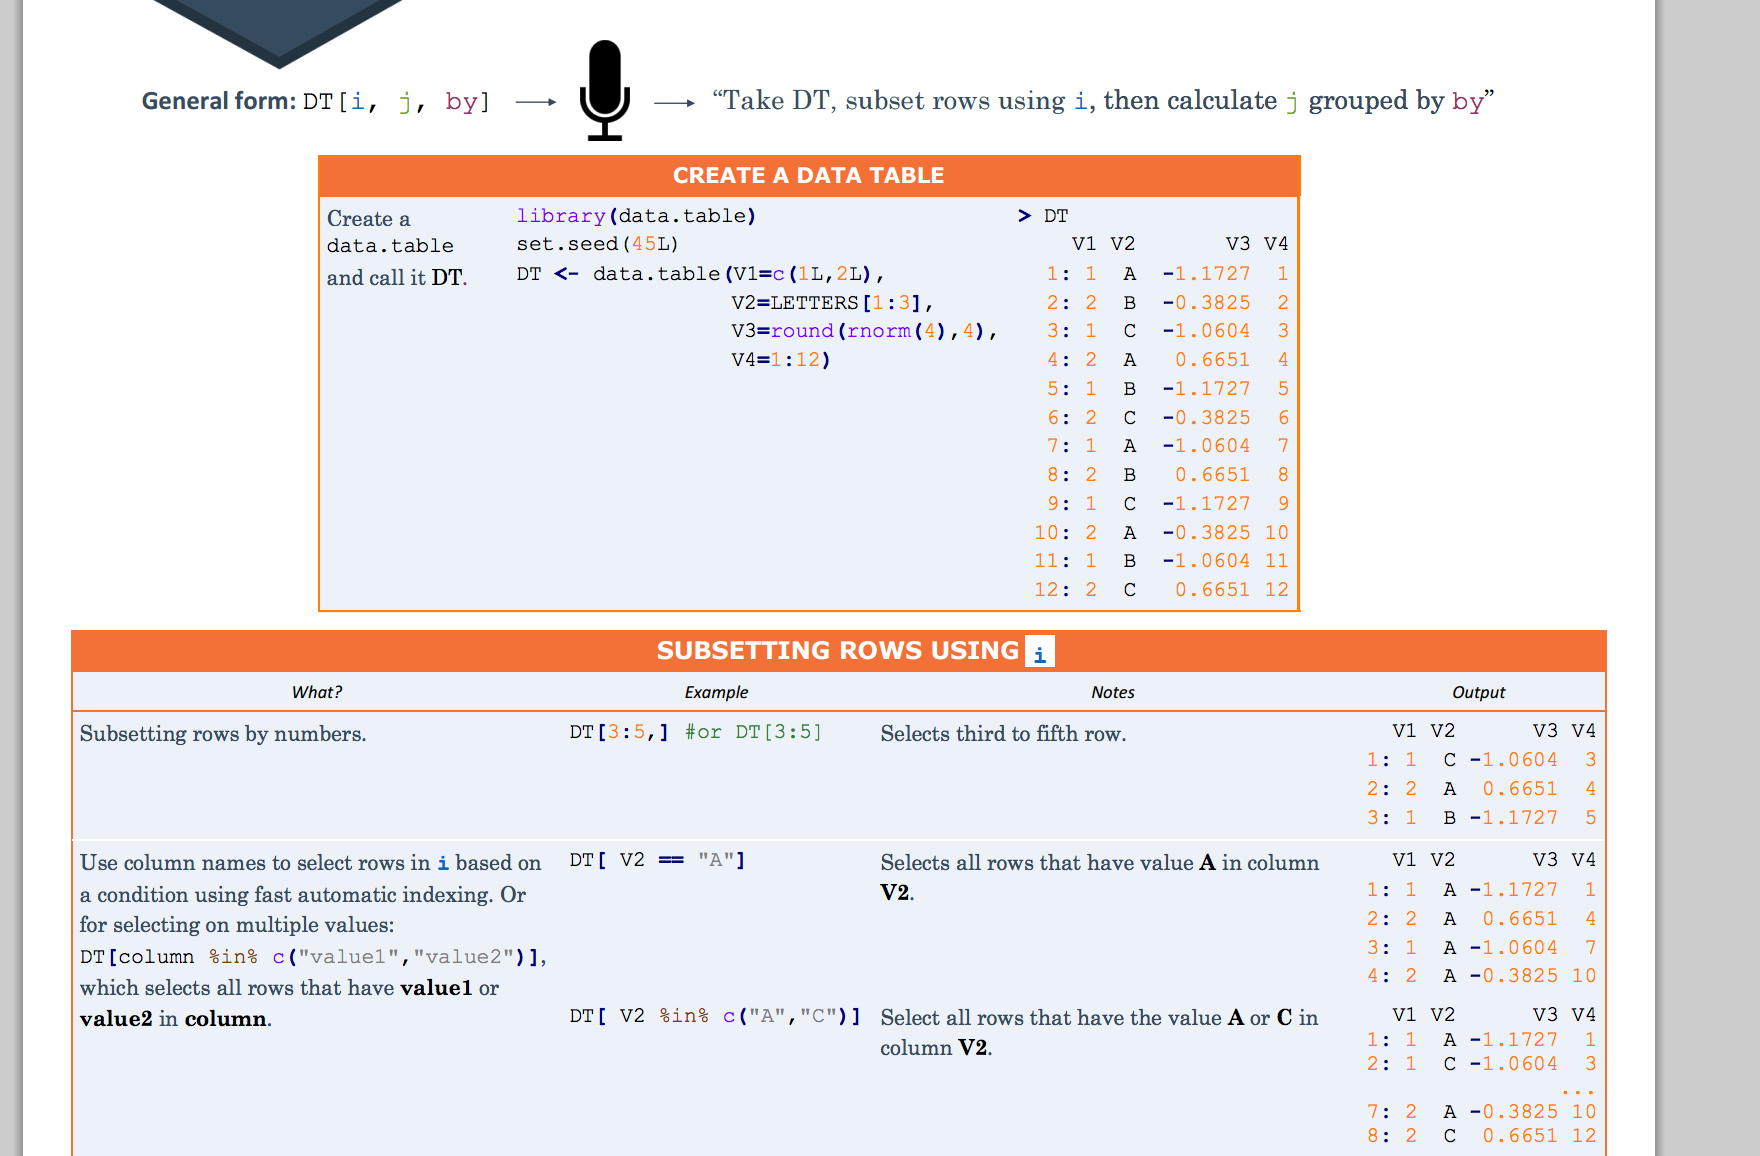 General form: DT[i, j, by] → → “Take DT, subset rows using i, then calculate j grouped by by”
CREATE A DATA TABLE
Create a
data.table
and call it DT.
library(data.table)
set.seed(45L)
DT <- data.table(V1=c(1L,2L),
V2=LETTERS[1:3],
V3=round(rnorm(4),4),
V4=1:12)
> DT
V1 V2 V3 V4
1: 1 A -1.1727 1
2: 2 B -0.3825 2
3: 1 C -1.0604 3
4: 2 A 0.6651 4
5: 1 B -1.1727 5
6: 2 C -0.3825 6
7: 1 A -1.0604 7
8: 2 B 0.6651 8
9: 1 C -1.1727 9
10: 2 A -0.3825 10
11: 1 B -1.0604 11
12: 2 C 0.6651 12
SUBSETTING ROWS USING i
What? Example Notes Output
Subsetting rows by numbers.
DT[3:5,] #or DT[3:5]
Selects third to fifth row.
V1 V2 V3 V4
1: 1 C -1.0604 3
2: 2 A 0.6651 4
3: 1 B -1.1727 5
Use column names to select rows in i based on
a condition using fast automatic indexing. Or
for selecting on multiple values:
DT[column %in% c("value1","value2")],
which selects all rows that have value1 or
value2 in column.
DT[ V2 == "A"]
Selects all rows that have value A in column
V2.
V1 V2 V3 V4
1: 1 A -1.1727 1
2: 2 A 0.6651 4
3: 1 A -1.0604 7
4: 2 A -0.3825 10
DT[ V2 %in% c("A","C")]
Select all rows that have the value A or C in
column V2.
V1 V2 V3 V4
1: 1 A -1.1727 1
2: 1 C -1.0604 3
...
7: 2 A -0.3825 10
8: 2 C 0.6651 12